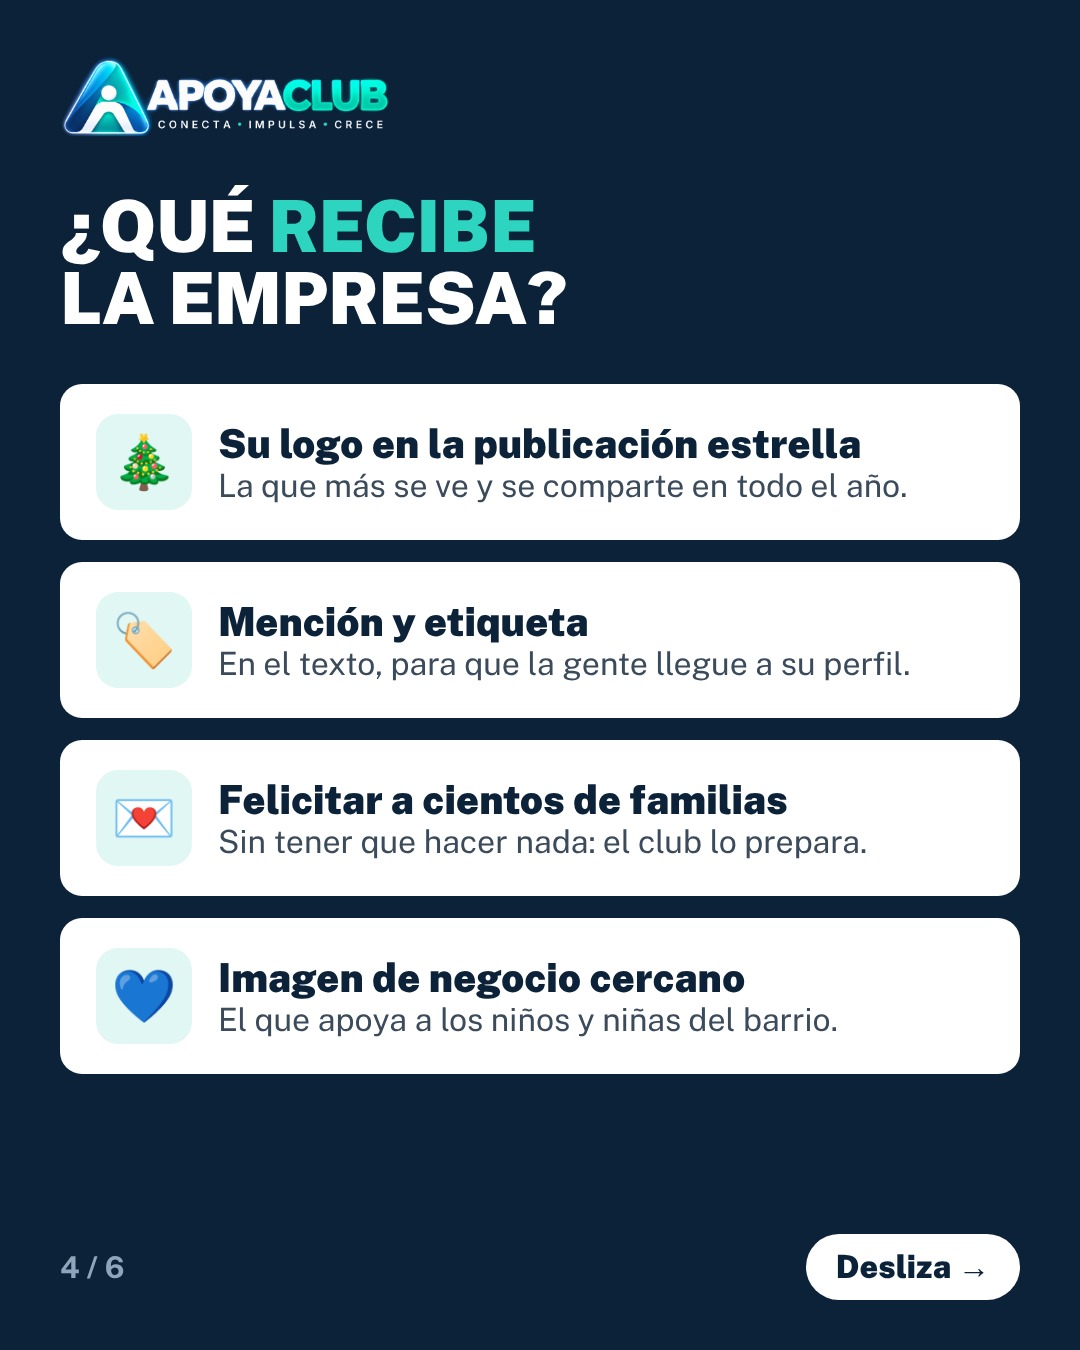 APOYACLUB
CONECTA • IMPULSA • CRECE
¿QUÉ RECIBE
LA EMPRESA?
Su logo en la publicación estrella
La que más se ve y se comparte en todo el año.
Mención y etiqueta
En el texto, para que la gente llegue a su perfil.
Felicitar a cientos de familias
Sin tener que hacer nada: el club lo prepara.
Imagen de negocio cercano
El que apoya a los niños y niñas del barrio.
4 / 6
Desliza →